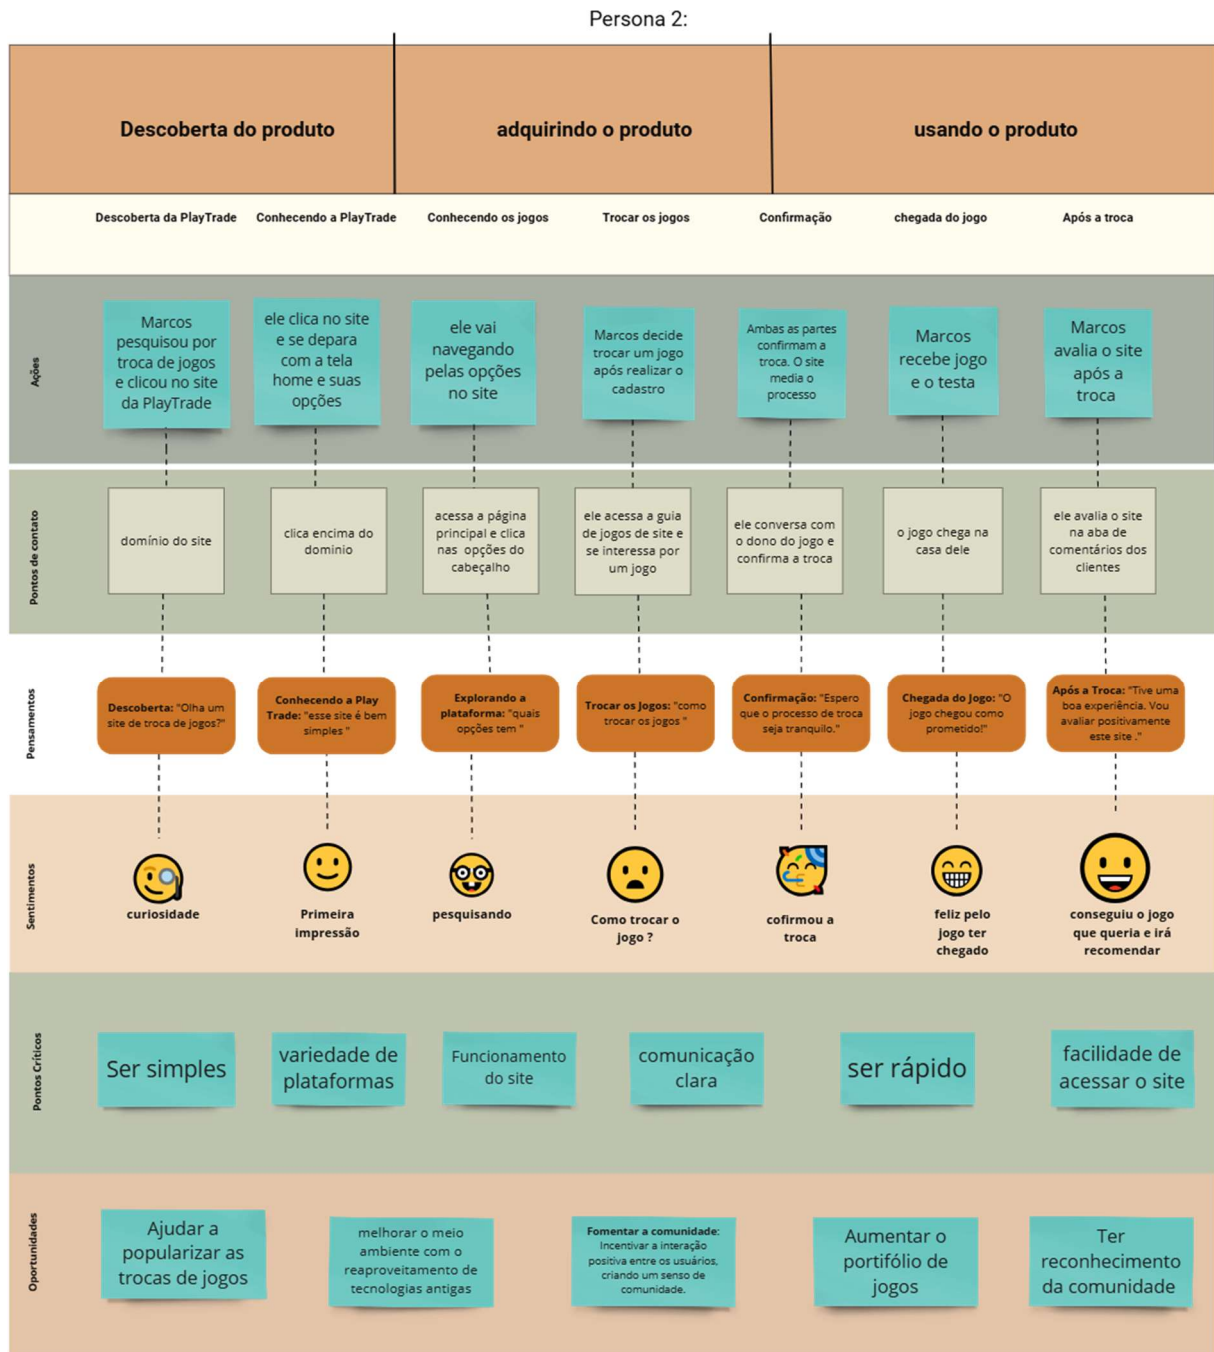 Persona 2:
Descoberta do produto
adquirindo o produto
usando o produto
Descoberta da PlayTrade
Conhecendo a PlayTrade
Conhecendo os jogos
Trocar os jogos
Confirmação
chegada do jogo
Após a troca
Ações
Marcos
pesquisou por
troca de jogos
e clicou no site
da PlayTrade
ele clica no site
e se depara
com a tela
home e suas
opções
ele vai
navegando
pelas opções
no site
Marcos decide
trocar um jogo
após realizar o
cadastro
Ambas as partes
confirmam a
troca. O site
media o
processo
Marcos
recebe jogo
e o testa
Marcos
avalia o site
após a
troca
Pontos de contato
domínio do site
clica encima do
dominio
acessa a página
principal e clica
nas opções do
cabeçalho
ele acessa a guia
de jogos de site e
se interessa por
um jogo
ele conversa com
o dono do jogo e
confirma a troca
o jogo chega na
casa dele
ele avalia o site
na aba de
comentários dos
clientes
Pensamentos
Descoberta: "Olha um
site de troca de jogos?"
Conhecendo a Play
Trade: "esse site é bem
simples "
Explorando a
plataforma: "quais
opções tem "
Trocar os Jogos: "como
trocar os jogos "
Confirmação: "Espero
que o processo de troca
seja tranquilo."
Chegada do Jogo: "O
jogo chegou como
prometido!"
Após a Troca: "Tive uma
boa experiência. Vou
avaliar positivamente
este site ."
Sentimentos
curiosidade
Primeira
impressão
pesquisando
Como trocar o
jogo ?
cofirmou a
troca
feliz pelo
jogo ter
chegado
conseguiu o jogo
que queria e irá
recomendar
Pontos Críticos
Ser simples
variedade de
plataformas
Funcionamento
do site
comunicação
clara
ser rápido
facilidade de
acessar o site
Oportunidades
Ajudar a
popularizar as
trocas de jogos
melhorar o meio
ambiente com o
reaproveitamento de
tecnologias antigas
Fomentar a comunidade:
Incentivar a interação
positiva entre os usuários,
criando um senso de
comunidade.
Aumentar o
portifólio de
jogos
Ter
reconhecimento
da comunidade